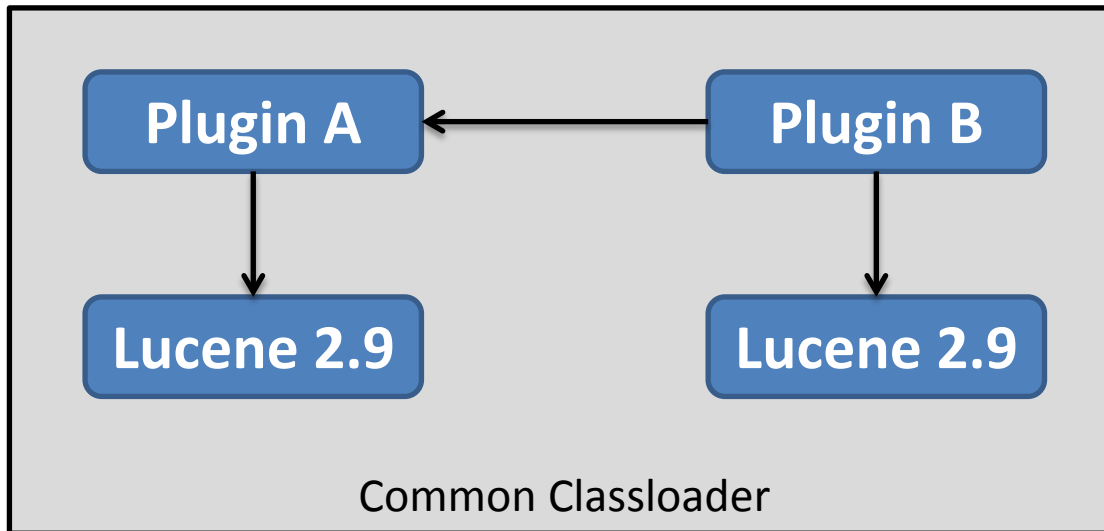 Plugin A
Plugin B
Lucene 2.9
Lucene 2.9
Common Classloader